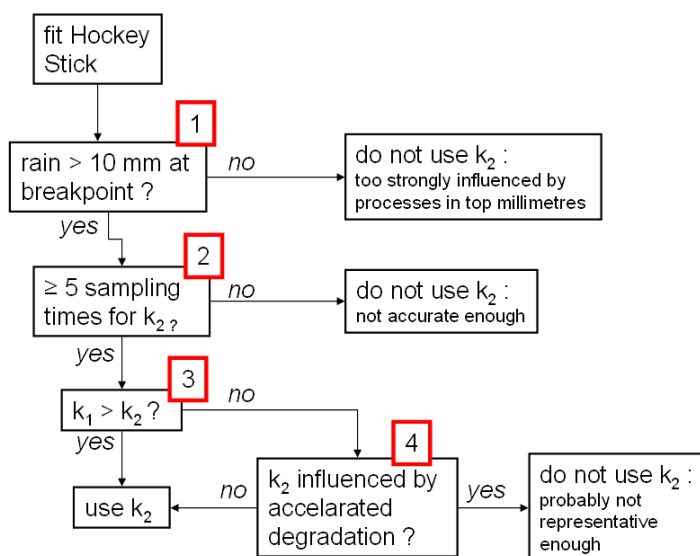 fit Hockey
Stick
1
rain > 10 mm at
breakpoint ?
no
do not use k₂ :
too strongly influenced by
processes in top millimetres
yes
2
≥ 5 sampling
times for k₂ ?
no
do not use k₂ :
not accurate enough
yes
3
k₁ > k₂ ?
no
yes
4
use k₂
no
k₂ influenced by
accelarated
degradation ?
yes
do not use k₂ :
probably not
representative
enough